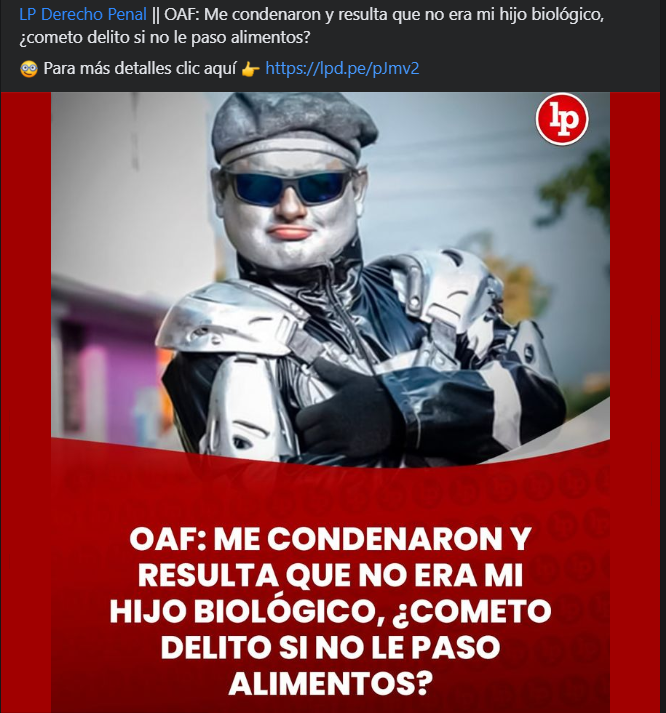 LP Derecho Penal || OAF: Me condenaron y resulta que no era mi hijo biológico,
¿cometo delito si no le paso alimentos?
🧐 Para más detalles clic aquí 👉 https://lpd.pe/pJmv2
lp
OAF: ME CONDENARON Y
RESULTA QUE NO ERA MI
HIJO BIOLÓGICO, ¿COMETO
DELITO SI NO LE PASO
ALIMENTOS?